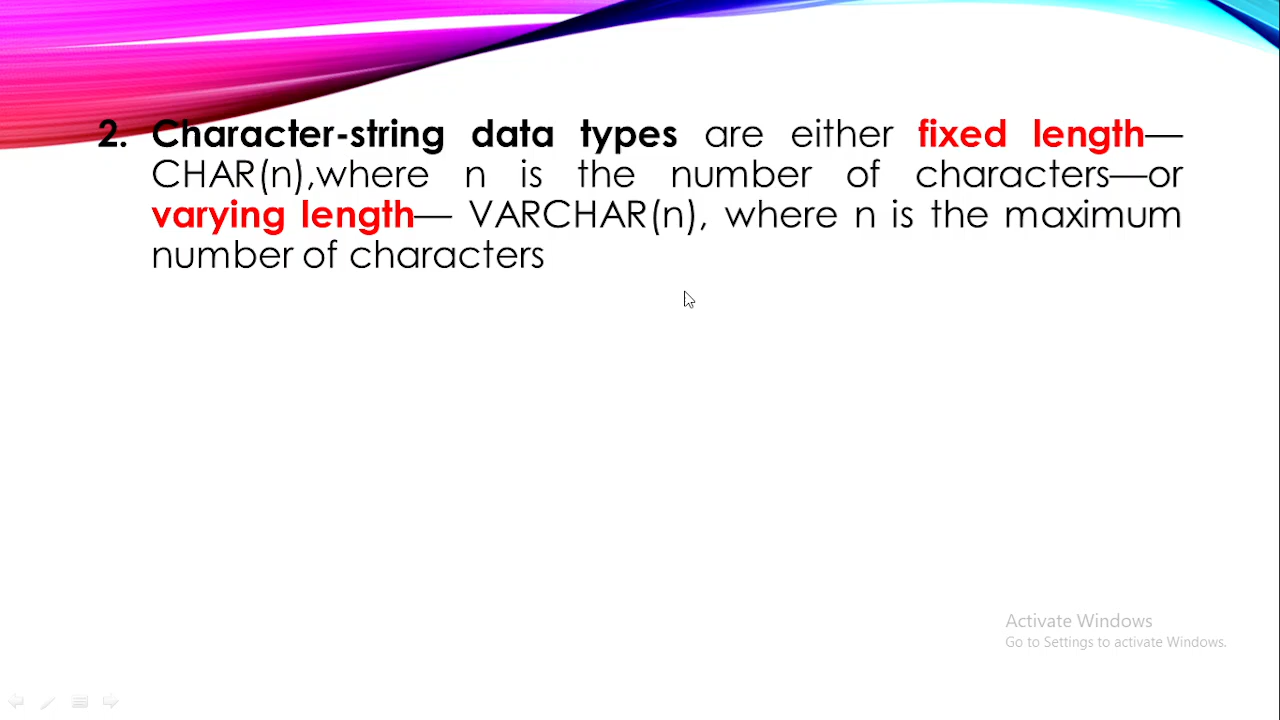 2. Character-string data types are either fixed length—
CHAR(n),where n is the number of characters—or
varying length— VARCHAR(n), where n is the maximum
number of characters
Activate Windows
Go to Settings to activate Windows.